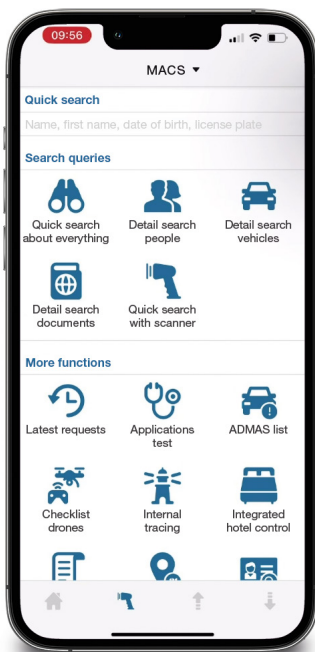 09:56
MACS
Quick search
Name, first name, date of birth, license plate
Search queries
Quick search
about everything
Detail search
people
Detail search
vehicles
Detail search
documents
Quick search
with scanner
More functions
Latest requests
Applications
test
ADMAS list
Checklist
drones
Internal
tracing
Integrated
hotel control